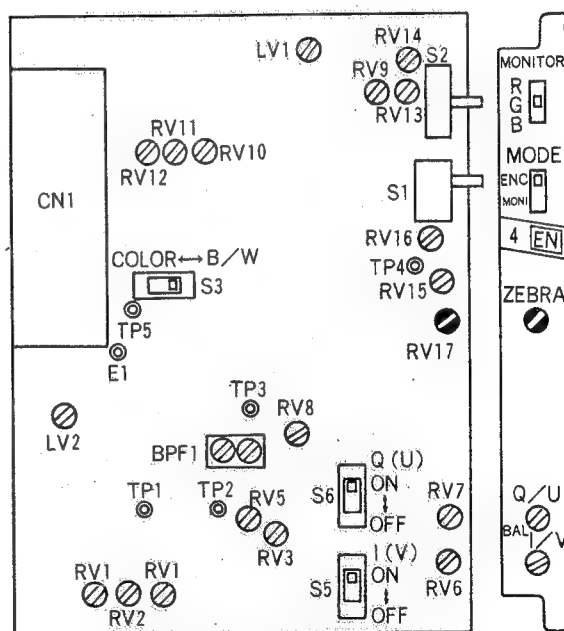 LV1
RV14
S2
RV9
RV13
RV11
RV12
RV10
CN1
S1
RV16
TP4
RV15
COLOR↔B/W
S3
TP5
E1
RV17
TP3
LV2
RV8
BPF1
Q(U)
ON
↓
OFF
S6
TP1
TP2
RV5
RV3
RV7
I(V)
ON
↓
OFF
S5
RV6
RV1
RV2
RV1
MONITOR
R
G
B
MODE
ENC
MONI
4 EN
ZEBRA
Q/U
BAL
I/V